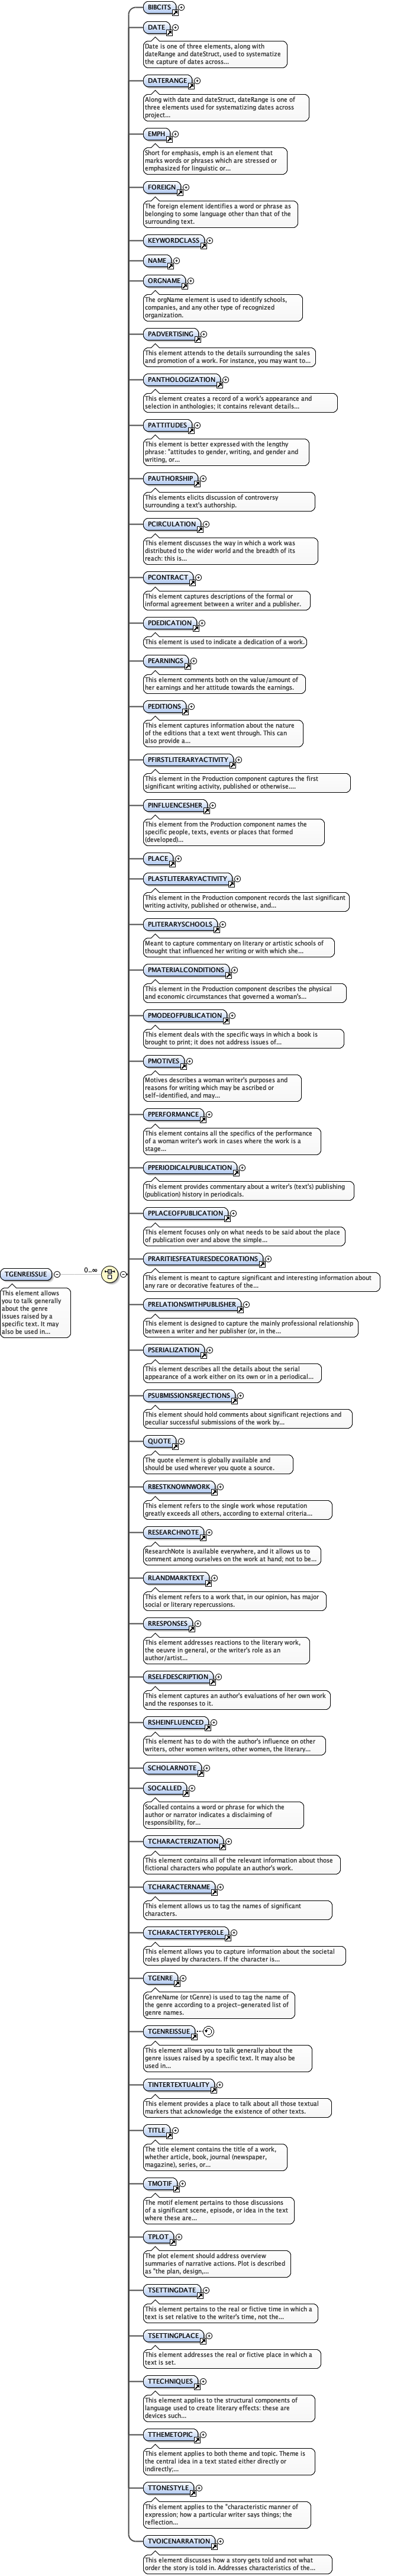 BIBCITS
DATE
Date is one of three elements, along with
dateRange and dateStruct, used to systematize
the capture of dates across...
DATERANGE
Along with date and dateStruct, dateRange is one of
three elements used for systematizing dates across
project...
EMPH
Short for emphasis, emph is an element that
marks words or phrases which are stressed or
emphasized for linguistic or...
FOREIGN
The foreign element identifies a word or phrase as
belonging to some language other than that of the
surrounding text.
KEYWORDCLASS
NAME
ORGNAME
The orgName element is used to identify schools,
companies, and any other type of recognized
organization.
PADVERTISING
This element attends to the details surrounding the sales
and promotion of a work. For instance, you may want to...
PANTHOLOGIZATION
This element creates a record of a work's appearance and
selection in anthologies; it contains relevant details...
PATTITUDES
This element is better expressed with the lengthy
phrase: "attitudes to gender, writing, and gender and
writing, or...
PAUTHORSHIP
This elements elicits discussion of controversy
surrounding a text's authorship.
PCIRCULATION
This element discusses the way in which a work was
distributed to the wider world and the breadth of its
reach: this is...
PCONTRACT
This element captures descriptions of the formal or
informal agreement between a writer and a publisher.
PDEDICATION
This element is used to indicate a dedication of a work.
PEARNINGS
This element comments both on the value/amount of
her earnings and her attitude towards the earnings.
PEDITIONS
This element captures information about the nature
of the editions that a text went through. This can
also provide a...
PFIRSTLITERARYACTIVITY
This element in the Production component captures the first
significant writing activity, published or otherwise....
PINFLUENCESHER
This element from the Production component names the
specific people, texts, events or places that formed
(developed)...
PLACE
PLASTLITERARYACTIVITY
This element in the Production component records the last significant
writing activity, published or otherwise, and...
PLITERARYSCHOOLS
Meant to capture commentary on literary or artistic schools of
thought that influenced her writing or with which she...
PMATERIALCONDITIONS
This element in the Production component describes the physical
and economic circumstances that governed a woman's...
PMODEOFPUBLICATION
This element deals with the specific ways in which a book is
brought to print; it does not address issues of...
PMOTIVES
Motives describes a woman writer's purposes and
reasons for writing which may be ascribed or
self-identified, and may...
PPERFORMANCE
This element contains all the specifics of the performance
of a woman writer's work in cases where the work is a
stage...
PPERIODICALPUBLICATION
This element provides commentary about a writer's (text's) publishing
(publication) history in periodicals.
PPLACEOFPUBLICATION
This element focuses only on what needs to be said about the place
of publication over and above the simple...
PRARITIESFEATURESDECORATIONS
This element is meant to capture significant and interesting information about
any rare or decorative features of the...
TGENREISSUE
0..∞
This element allows
you to talk generally
about the genre
issues raised by a
specific text. It may
also be used in...
PRELATIONSWITHPUBLISHER
This element is designed to capture the mainly professional relationship
between a writer and her publisher (or, in the...
PSERIALIZATION
This element describes all the details about the serial
appearance of a work either on its own or in a periodical...
PSUBMISSIONSREJECTIONS
This element should hold comments about significant rejections and
peculiar successful submissions of the work by...
QUOTE
The quote element is globally available and
should be used wherever you quote a source.
RBESTKNOWNWORK
This element refers to the single work whose reputation
greatly exceeds all others, according to external criteria...
RESEARCHNOTE
ResearchNote is available everywhere, and it allows us to
comment among ourselves on the work at hand; not to be...
RLANDMARKTEXT
This element refers to a work that, in our opinion, has major
social or literary repercussions.
RRESPONSES
This element addresses reactions to the literary work,
the oeuvre in general, or the writer's role as an
author/artist...
RSELFDESCRIPTION
This element captures an author's evaluations of her own work
and the responses to it.
RSHEINFLUENCED
This element has to do with the author's influence on other
writers, other women writers, other women, the literary...
SCHOLARNOTE
SOCALLED
Socalled contains a word or phrase for which the
author or narrator indicates a disclaiming of
responsibility, for...
TCHARACTERIZATION
This element contains all of the relevant information about those
fictional characters who populate an author's work.
TCHARACTERNAME
This element allows us to tag the names of significant
characters.
TCHARACTERTYPEROLE
This element allows you to capture information about the societal
roles played by characters. If the character is...
TGENRE
GenreName (or tGenre) is used to tag the name of
the genre according to a project-generated list of
genre names.
TGENREISSUE
This element allows you to talk generally about the
genre issues raised by a specific text. It may also be
used in...
TINTERTEXTUALITY
This element provides a place to talk about all those textual
markers that acknowledge the existence of other texts.
TITLE
The title element contains the title of a work,
whether article, book, journal (newspaper,
magazine), series, or...
TMOTIF
The motif element pertains to those discussions
of a significant scene, episode, or idea in the text
where these are...
TPLOT
The plot element should address overview
summaries of narrative actions. Plot is described
as "the plan, design,...
TSETTINGDATE
This element pertains to the real or fictive time in which a
text is set relative to the writer's time, not the...
TSETTINGPLACE
This element addresses the real or fictive place in which a
text is set.
TTECHNIQUES
This element applies to the structural components of
language used to create literary effects: these are
devices such...
TTHEMETOPIC
This element applies to both theme and topic. Theme is
the central idea in a text stated either directly or
indirectly;...
TTONESTYLE
This element applies to the "characteristic manner of
expression; how a particular writer says things; the
reflection...
TVOICENARRATION
This element discusses how a story gets told and not what
order the story is told in. Addresses characteristics of the...